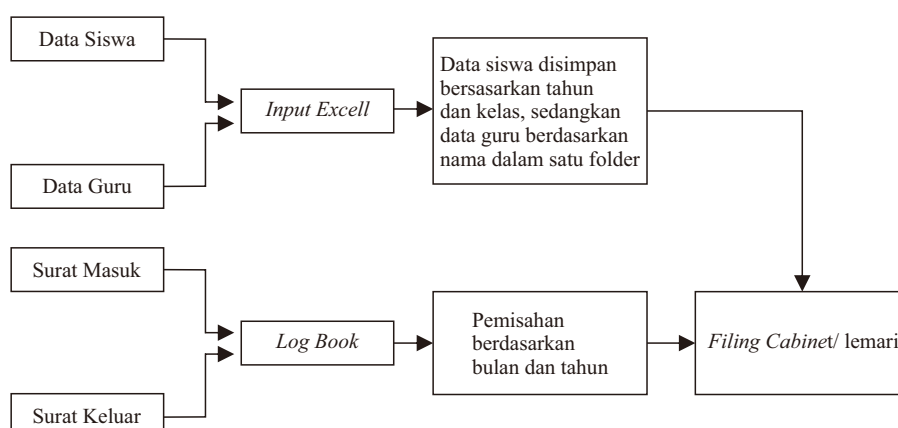 Data Siswa
Data Guru
Input Excell
Data siswa disimpan
bersasarkan tahun
dan kelas, sedangkan
data guru berdasarkan
nama dalam satu folder
Surat Masuk
Surat Keluar
Log Book
Pemisahan
berdasarkan
bulan dan tahun
Filing Cabinet/ lemari